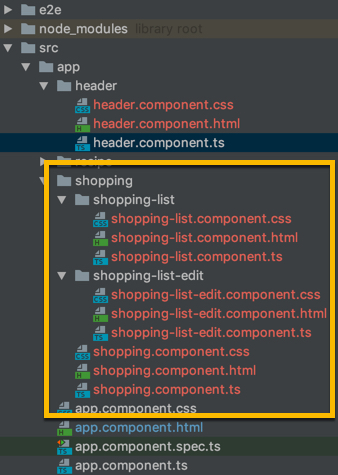 e2e
node_modules library root
src
app
header
header.component.css
header.component.html
header.component.ts
recipe
shopping
shopping-list
shopping-list.component.css
shopping-list.component.html
shopping-list.component.ts
shopping-list-edit
shopping-list-edit.component.css
shopping-list-edit.component.html
shopping-list-edit.component.ts
shopping.component.css
shopping.component.html
shopping.component.ts
app.component.css
app.component.html
app.component.spec.ts
app.component.ts